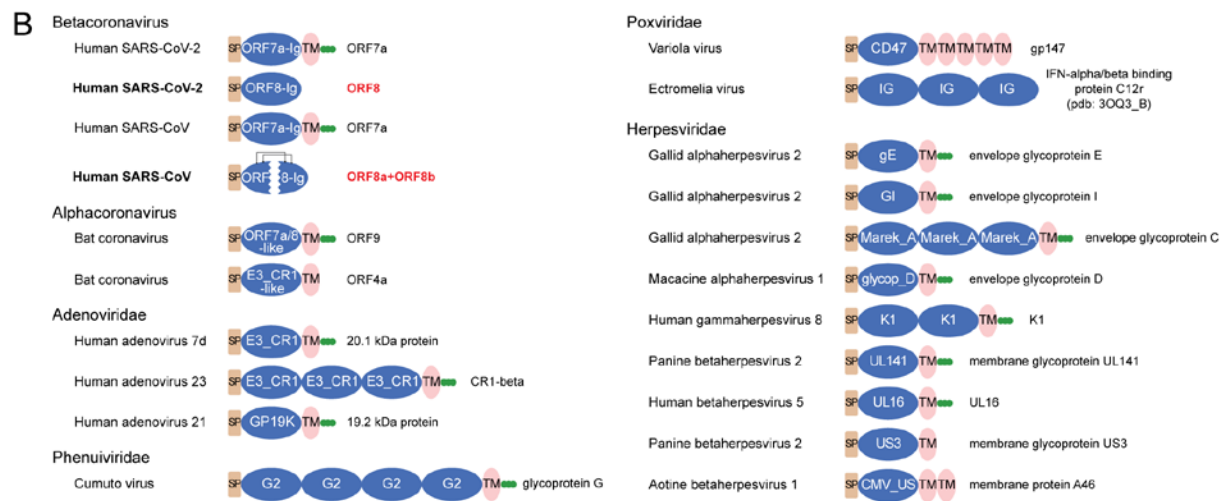 B
Betacoronavirus
Human SARS-CoV-2 SP ORF7a-Ig TM ORF7a
Human SARS-CoV-2 SP ORF8-Ig ORF8
Human SARS-CoV SP ORF7a-Ig TM ORF7a
Human SARS-CoV SP ORF 8-Ig ORF8a+ORF8b
Alphacoronavirus
Bat coronavirus SP ORF7a/8 -like TM ORF9
Bat coronavirus SP E3_CR1 -like TM ORF4a
Adenoviridae
Human adenovirus 7d SP E3_CR1 TM 20.1 kDa protein
Human adenovirus 23 SP E3_CR1 E3_CR1 E3_CR1 TM CR1-beta
Human adenovirus 21 SP GP19K TM 19.2 kDa protein
Phenuiviridae
Cumuto virus SP G2 G2 G2 G2 TM glycoprotein G
Poxviridae
Variola virus SP CD47 TM TM TM TM TM gp147
Ectromelia virus SP IG IG IG IFN-alpha/beta binding
protein C12r
(pdb: 3OQ3_B)
Herpesviridae
Gallid alphaherpesvirus 2 SP gE TM envelope glycoprotein E
Gallid alphaherpesvirus 2 SP GI TM envelope glycoprotein I
Gallid alphaherpesvirus 2 SP Marek_A Marek_A Marek_A TM envelope glycoprotein C
Macacine alphaherpesvirus 1 SP glycop_D TM envelope glycoprotein D
Human gammaherpesvirus 8 SP K1 K1 TM K1
Panine betaherpesvirus 2 SP UL141 TM membrane glycoprotein UL141
Human betaherpesvirus 5 SP UL16 TM UL16
Panine betaherpesvirus 2 SP US3 TM membrane glycoprotein US3
Aotine betaherpesvirus 1 SP CMV_US TM TM membrane protein A46